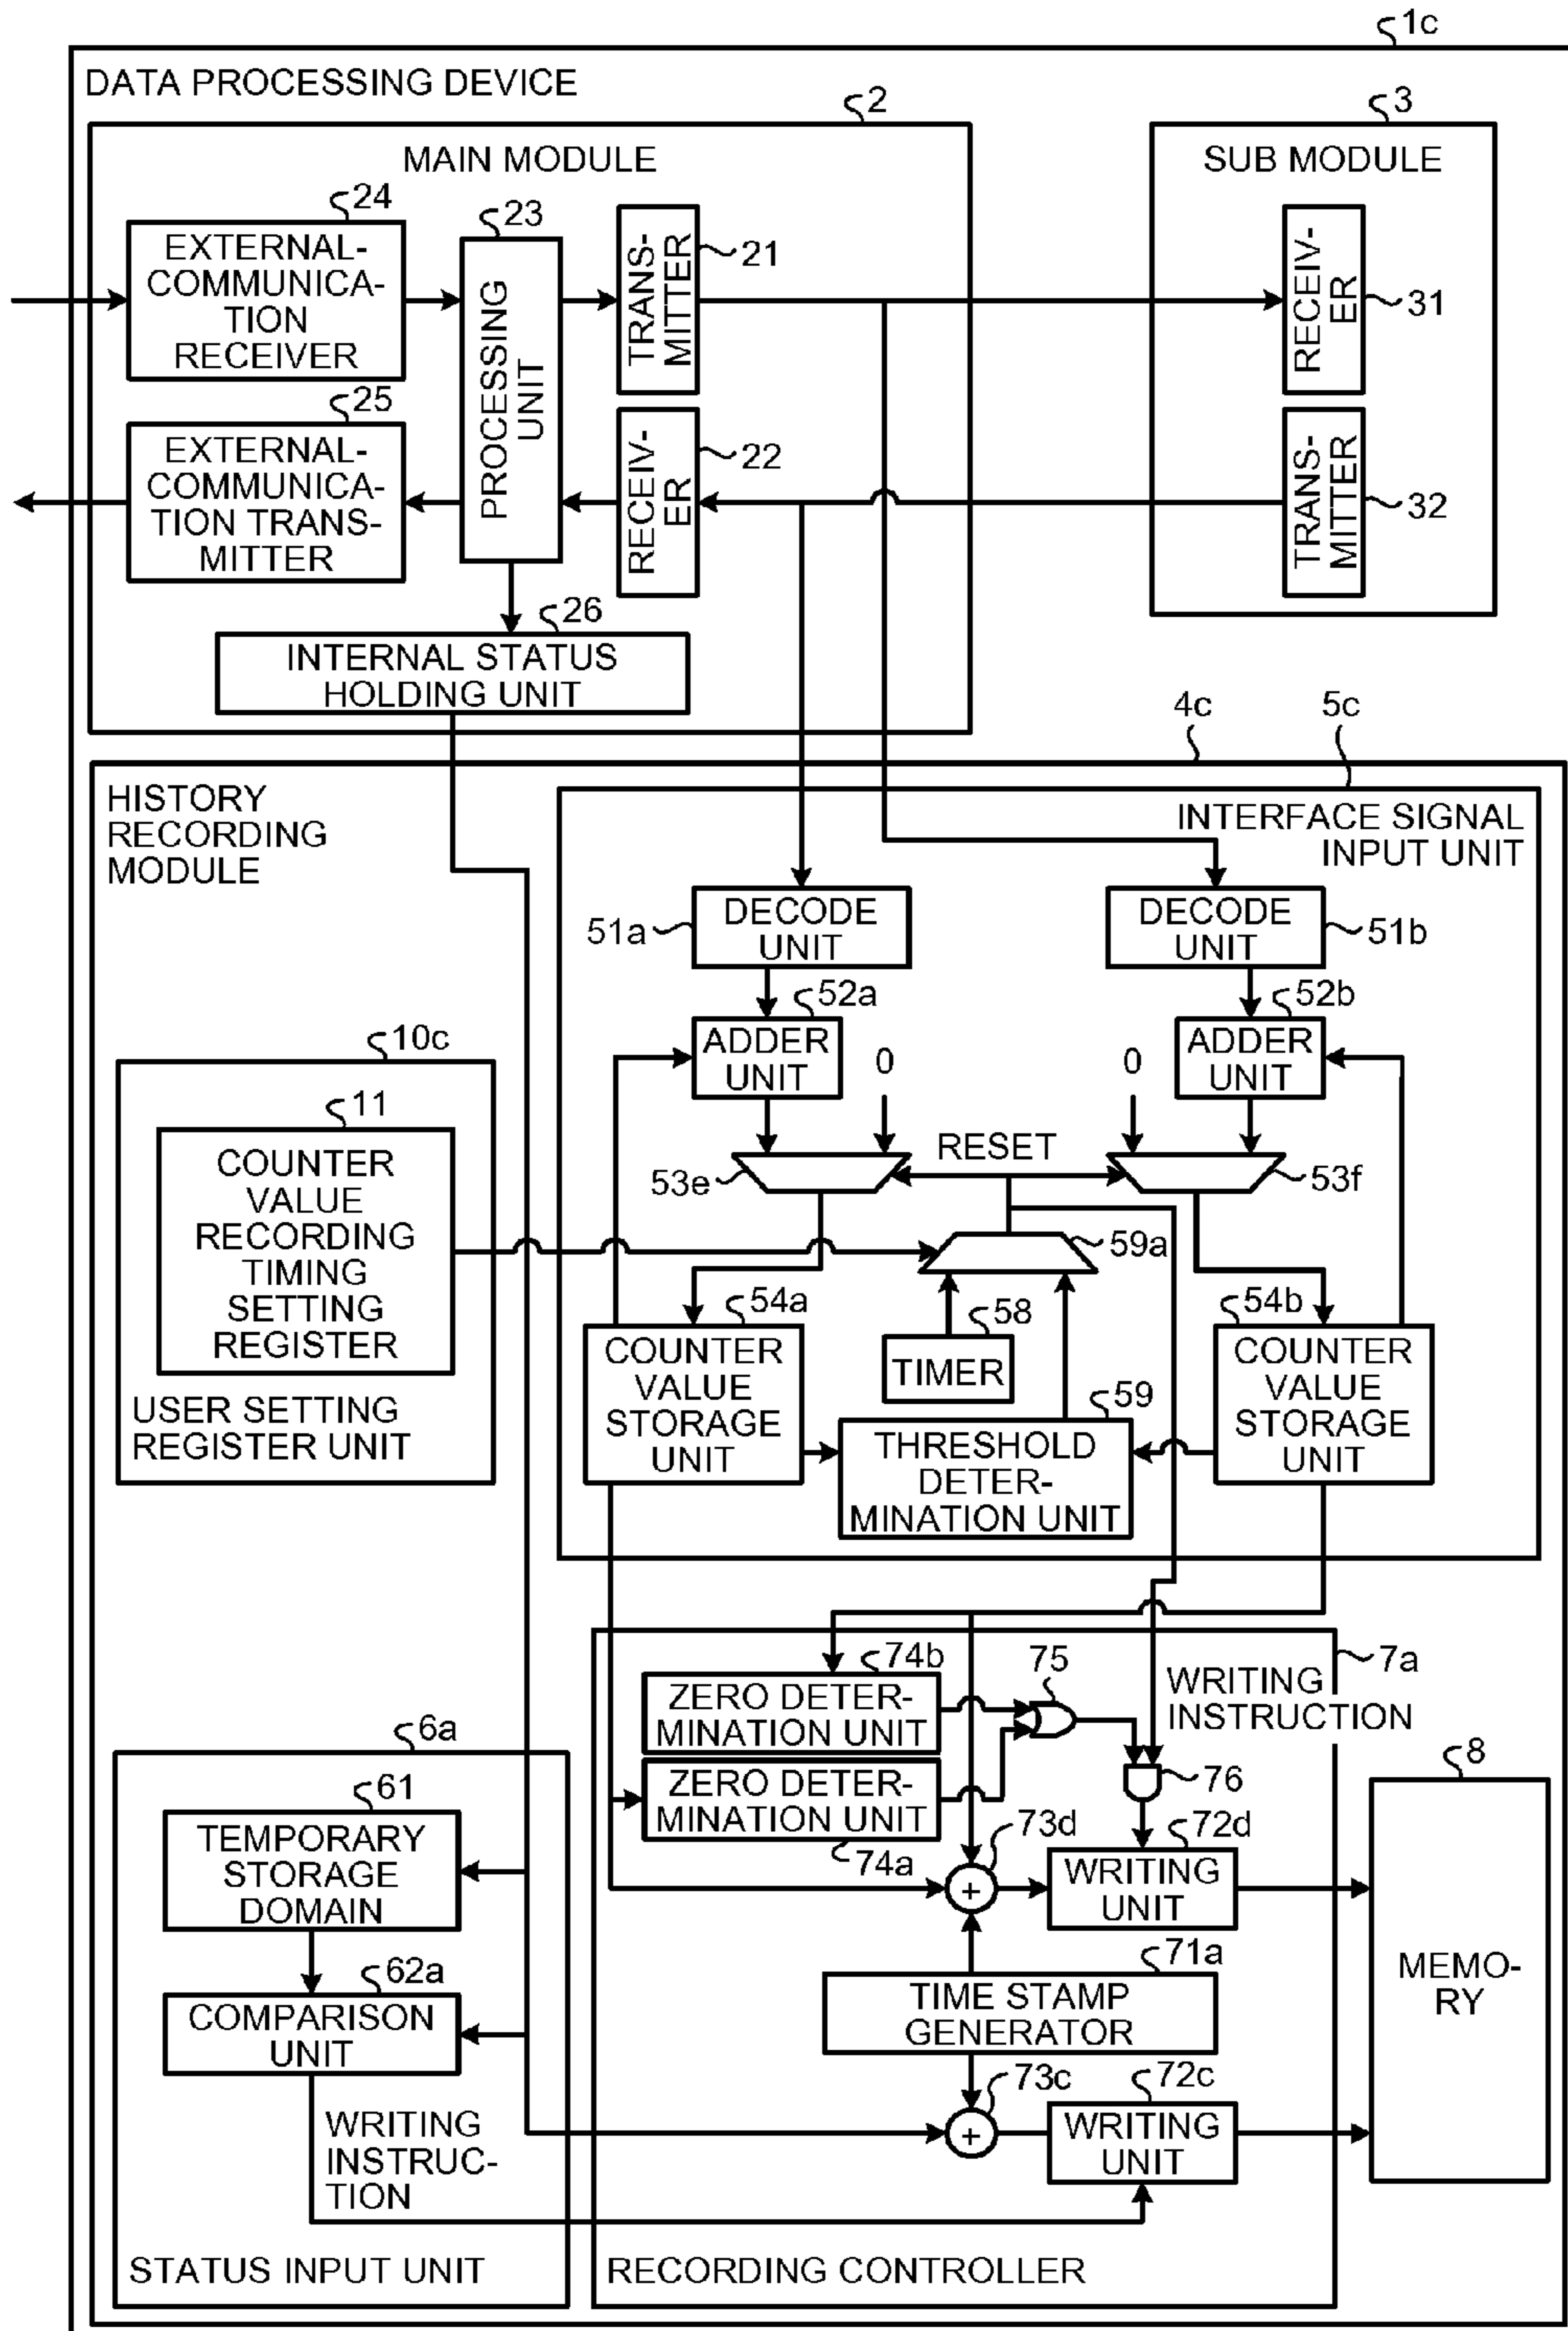 1c
DATA PROCESSING DEVICE
2
3
MAIN MODULE
SUB MODULE
24
EXTERNAL-
COMMUNICA-
TION
RECEIVER
23
PROCESSING
UNIT
TRANS-
MITTER
21
RECEIV-
ER
31
25
EXTERNAL-
COMMUNICA-
TION TRANS-
MITTER
RECEIV-
ER
22
TRANS-
MITTER
32
26
INTERNAL STATUS
HOLDING UNIT
4c
5c
HISTORY
RECORDING
MODULE
INTERFACE SIGNAL
INPUT UNIT
51a
DECODE
UNIT
DECODE
UNIT
51b
52a
ADDER
UNIT
0
0
52b
ADDER
UNIT
10c
11
COUNTER
VALUE
RECORDING
TIMING
SETTING
REGISTER
USER SETTING
REGISTER UNIT
53e
RESET
53f
59a
54a
COUNTER
VALUE
STORAGE
UNIT
58
TIMER
54b
COUNTER
VALUE
STORAGE
UNIT
59
THRESHOLD
DETER-
MINATION UNIT
74b
ZERO DETER-
MINATION UNIT
75
WRITING
INSTRUCTION
7a
ZERO DETER-
MINATION UNIT
74a
76
73d
+
72d
WRITING
UNIT
8
MEMO-
RY
6a
61
TEMPORARY
STORAGE
DOMAIN
71a
TIME STAMP
GENERATOR
62a
COMPARISON
UNIT
73c
+
72c
WRITING
UNIT
WRITING
INSTRUC-
TION
STATUS INPUT UNIT
RECORDING CONTROLLER